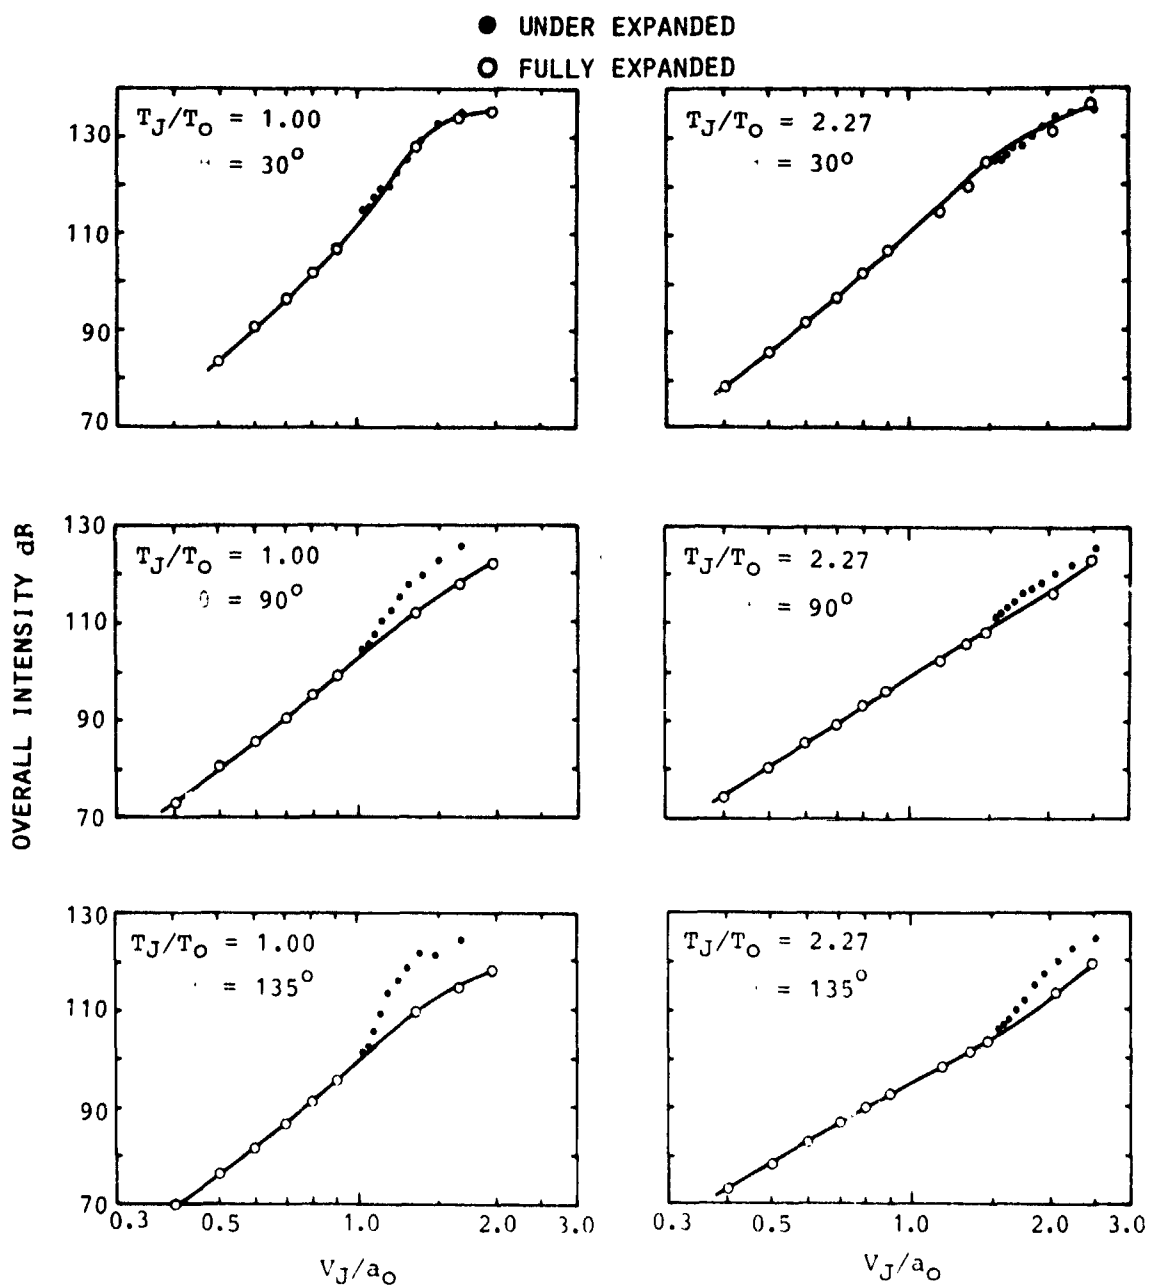 ● UNDER EXPANDED
O FULLY EXPANDED
T_J/T_O = 1.00
= 30°
T_J/T_O = 2.27
= 30°
130
110
90
70
OVERALL INTENSITY dB
130
110
90
70
T_J/T_O = 1.00
θ = 90°
T_J/T_O = 2.27
= 90°
130
110
90
70
T_J/T_O = 1.00
= 135°
T_J/T_O = 2.27
= 135°
0.3 0.5 1.0 2.0 3.0
0.3 0.5 1.0 2.0 3.0
V_J/a_O
V_J/a_O